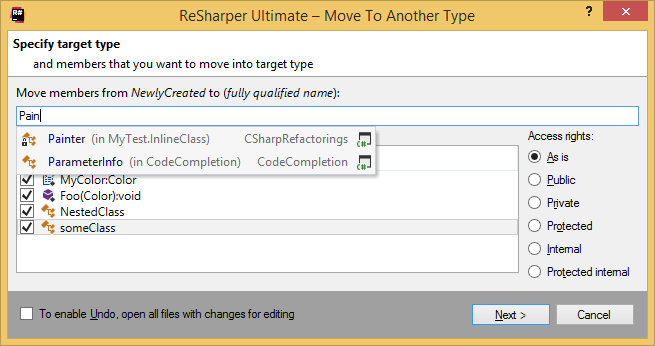 R#
ReSharper Ultimate – Move To Another Type
?
Specify target type
and members that you want to move into target type
Move members from NewlyCreated to (fully qualified name):
Pain
Painter (in MyTest.InlineClass) CSharpRefactorings C#
ParameterInfo (in CodeCompletion) CodeCompletion C#
MyColor:Color
Foo(Color):void
NestedClass
someClass
Access rights:
As is
Public
Private
Protected
Internal
Protected internal
To enable Undo, open all files with changes for editing
Next >
Cancel